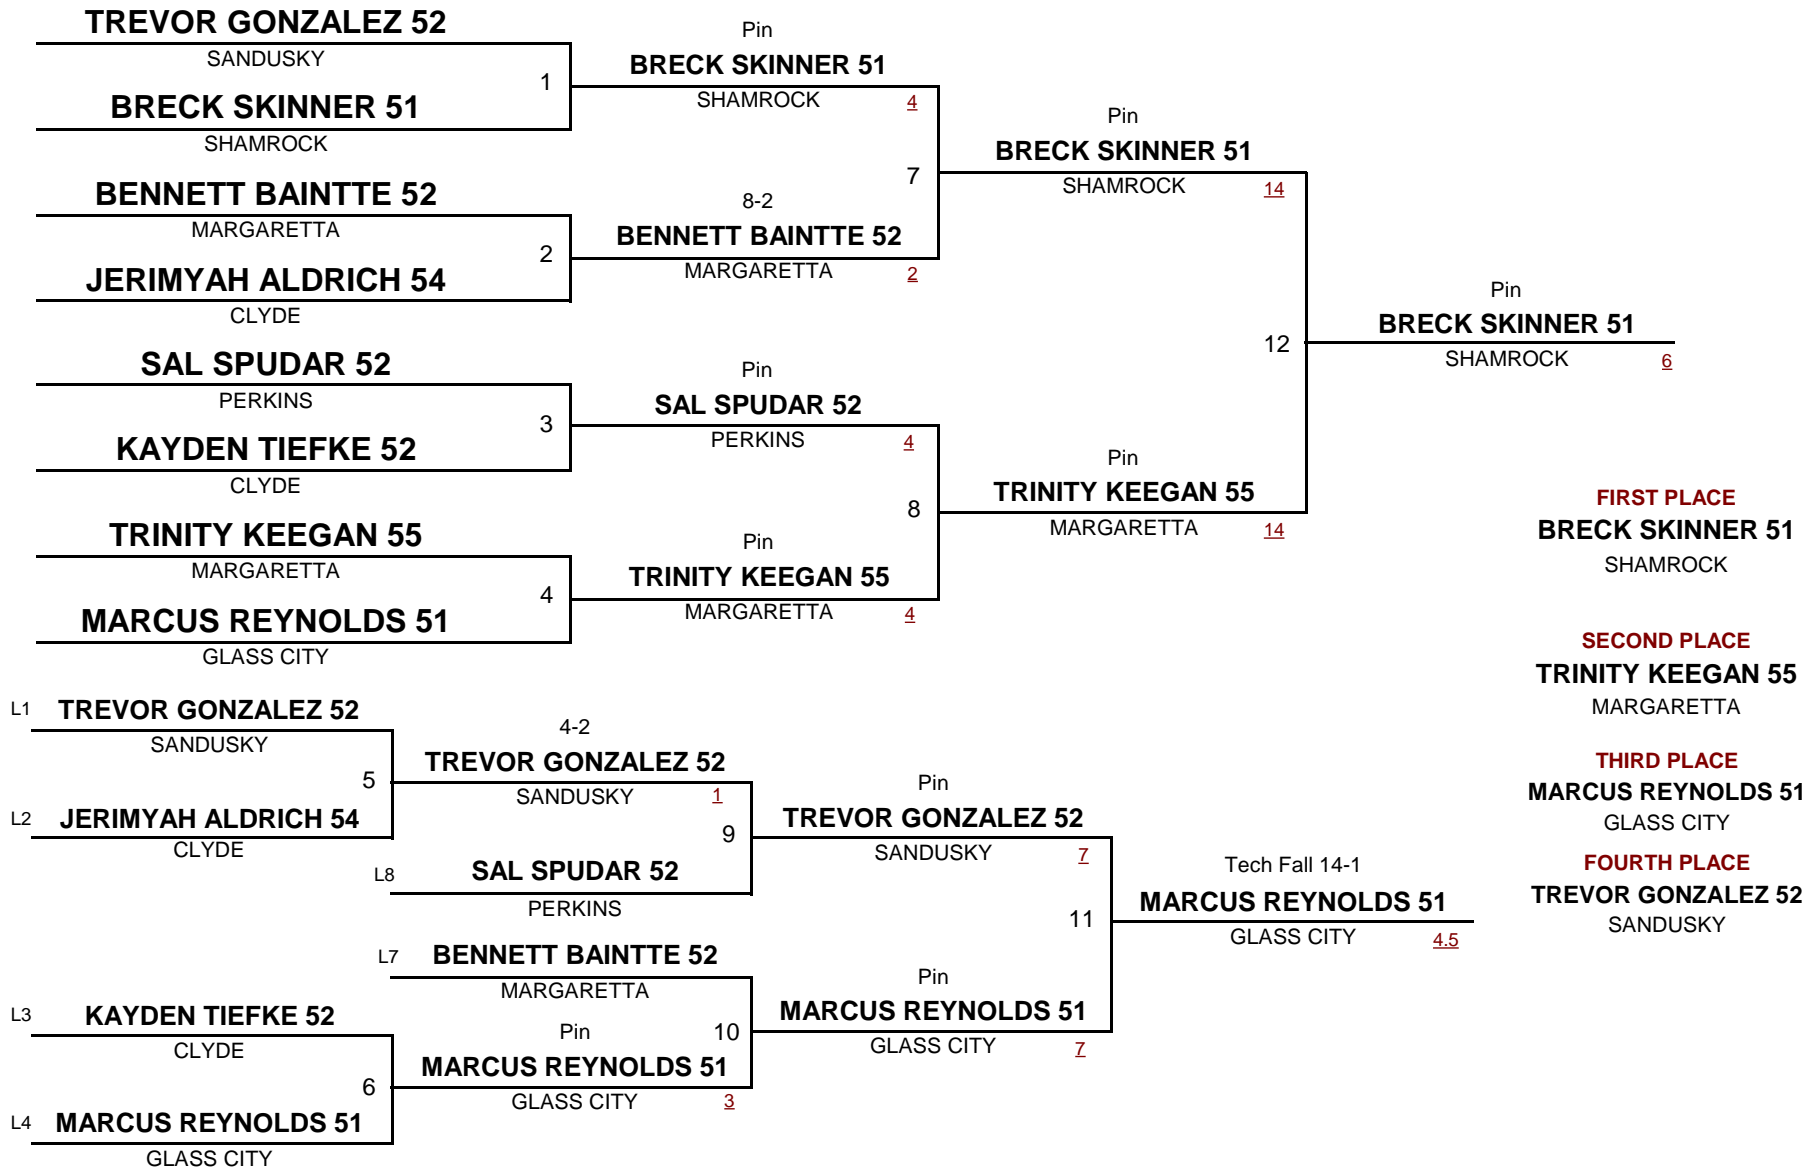 TREVOR GONZALEZ 52
SANDUSKY
1
BRECK SKINNER 51
SHAMROCK
BENNETT BAINTTE 52
MARGARETTA
2
JERIMYAH ALDRICH 54
CLYDE
SAL SPUDAR 52
PERKINS
3
KAYDEN TIEFKE 52
CLYDE
TRINITY KEEGAN 55
MARGARETTA
4
MARCUS REYNOLDS 51
GLASS CITY
Pin
BRECK SKINNER 51
SHAMROCK 4
7
8-2
BENNETT BAINTTE 52
MARGARETTA 2
Pin
SAL SPUDAR 52
PERKINS 4
8
Pin
TRINITY KEEGAN 55
MARGARETTA 4
Pin
BRECK SKINNER 51
SHAMROCK 14
12
Pin
TRINITY KEEGAN 55
MARGARETTA 14
Pin
BRECK SKINNER 51
SHAMROCK 6
L1 TREVOR GONZALEZ 52
SANDUSKY
5
L2 JERIMYAH ALDRICH 54
CLYDE
L3 KAYDEN TIEFKE 52
CLYDE
6
L4 MARCUS REYNOLDS 51
GLASS CITY
4-2
TREVOR GONZALEZ 52
SANDUSKY 1
9
L8 SAL SPUDAR 52
PERKINS
L7 BENNETT BAINTTE 52
MARGARETTA
Pin 10
MARCUS REYNOLDS 51
GLASS CITY 3
Pin
TREVOR GONZALEZ 52
SANDUSKY 7
11
Pin
MARCUS REYNOLDS 51
GLASS CITY 7
Tech Fall 14-1
MARCUS REYNOLDS 51
GLASS CITY 4.5
FIRST PLACE
BRECK SKINNER 51
SHAMROCK
SECOND PLACE
TRINITY KEEGAN 55
MARGARETTA
THIRD PLACE
MARCUS REYNOLDS 51
GLASS CITY
FOURTH PLACE
TREVOR GONZALEZ 52
SANDUSKY